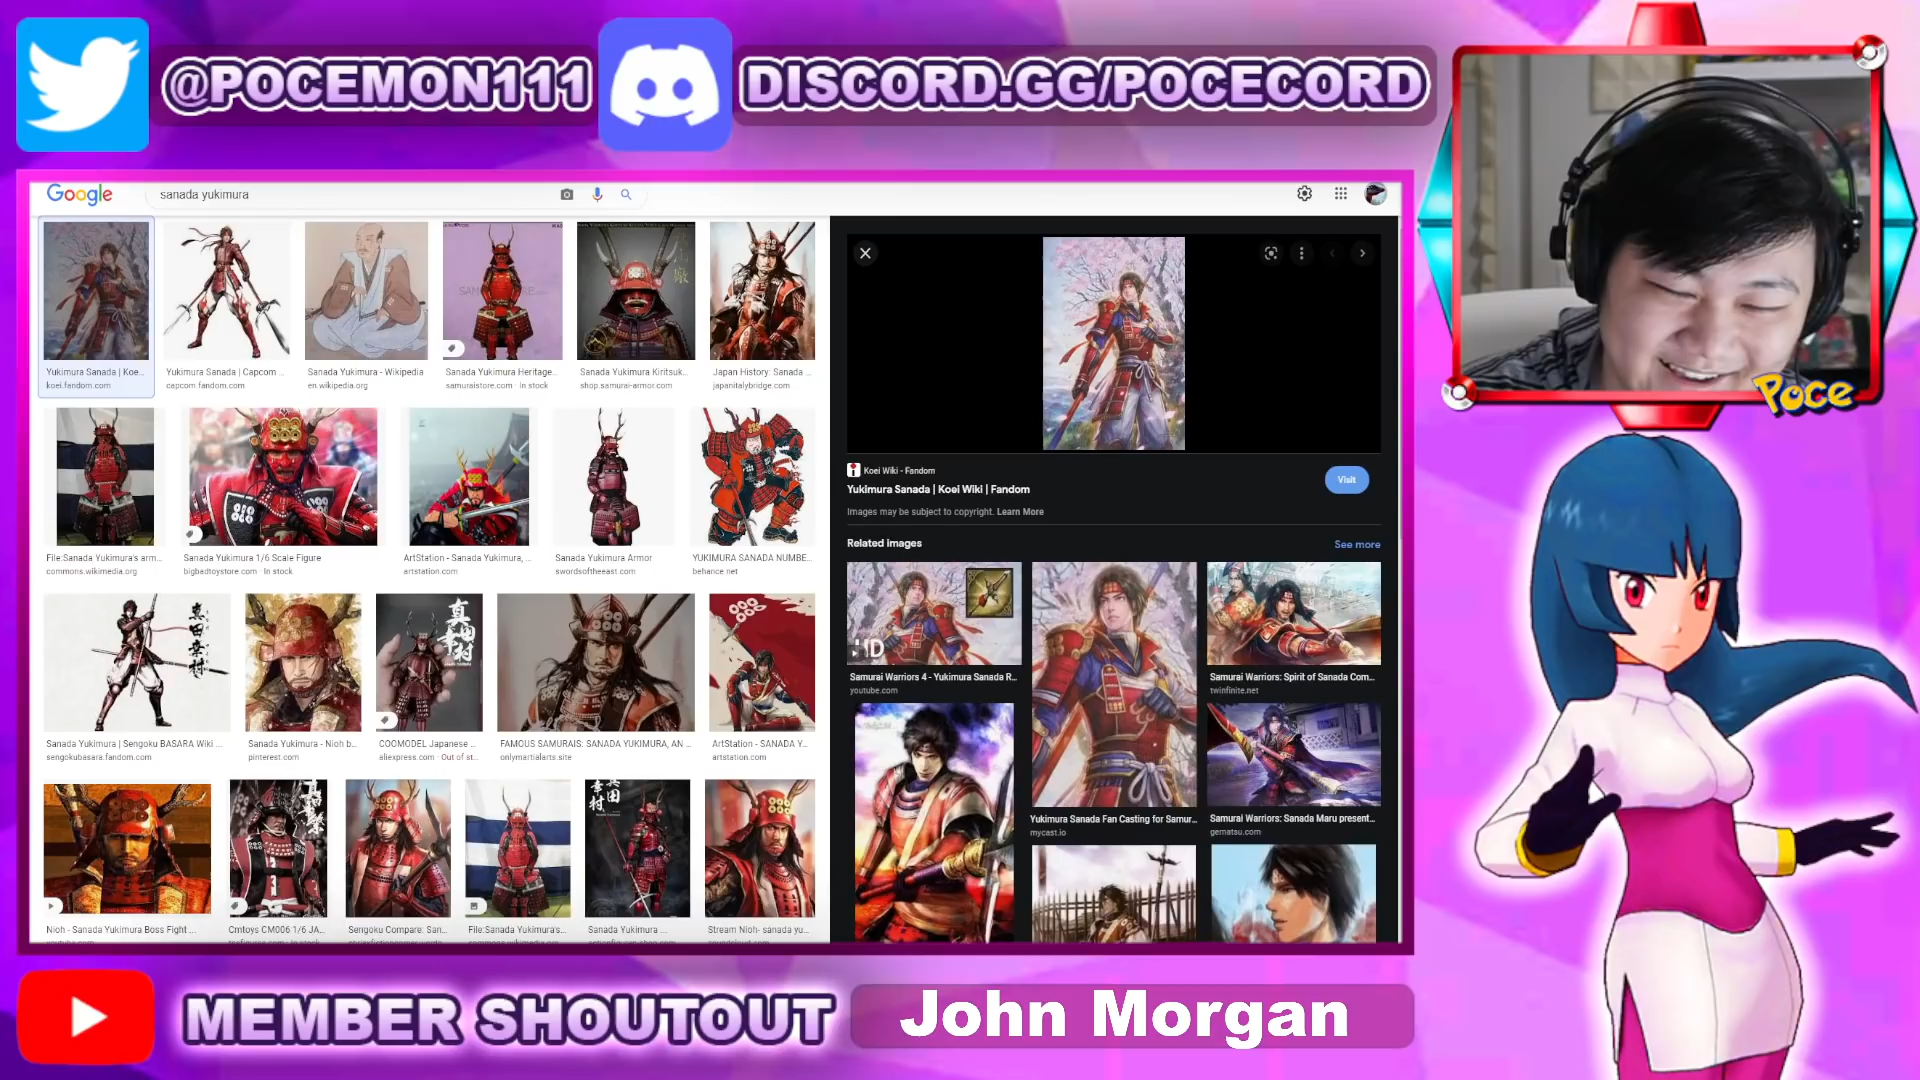 @POCEMON111
DISCORD.GG/POCECORD
Google
sanada yukimura
Yukimura Sanada | Koe...
koei.fandom.com
Yukimura Sanada | Capcom ...
capcom.fandom.com
Sanada Yukimura - Wikipedia
en.wikipedia.org
Sanada Yukimura Heritage...
samuraistore.com · In stock
Sanada Yukimura Kiritsuk...
shop.samurai-armor.com
Japan History: Sanada ...
japanitalybridge.com
Koei Wiki - Fandom
Yukimura Sanada | Koei Wiki | Fandom
Visit
Images may be subject to copyright. Learn More
Related images
See more
File:Sanada Yukimura's arm...
commons.wikimedia.org
Sanada Yukimura 1/6 Scale Figure
bigbadtoystore.com · In stock
ArtStation - Sanada Yukimura, ...
artstation.com
Sanada Yukimura Armor
swordsoftheeast.com
YUKIMURA SANADA NUMBE...
behance.net
真田幸村
真田幸村
HD
Samurai Warriors 4 - Yukimura Sanada R...
youtube.com
Samurai Warriors: Spirit of Sanada Com...
twinfinite.net
Sanada Yukimura | Sengoku BASARA Wiki ...
sengokubasara.fandom.com
Sanada Yukimura - Nioh b...
pinterest.com
COOMODEL Japanese ...
aliexpress.com · Out of st...
FAMOUS SAMURAIS: SANADA YUKIMURA, AN ...
onlymartialarts.site
ArtStation - SANADA Y...
artstation.com
Yukimura Sanada Fan Casting for Samur...
mycast.io
Samurai Warriors: Sanada Maru present...
gematsu.com
Nioh - Sanada Yukimura Boss Fight ...
Cmtoys CM006 1/6 JA...
Sengoku Compare: San...
File:Sanada Yukimura's...
Sanada Yukimura ...
Stream Nioh- sanada yu...
Poce
MEMBER SHOUTOUT
John Morgan